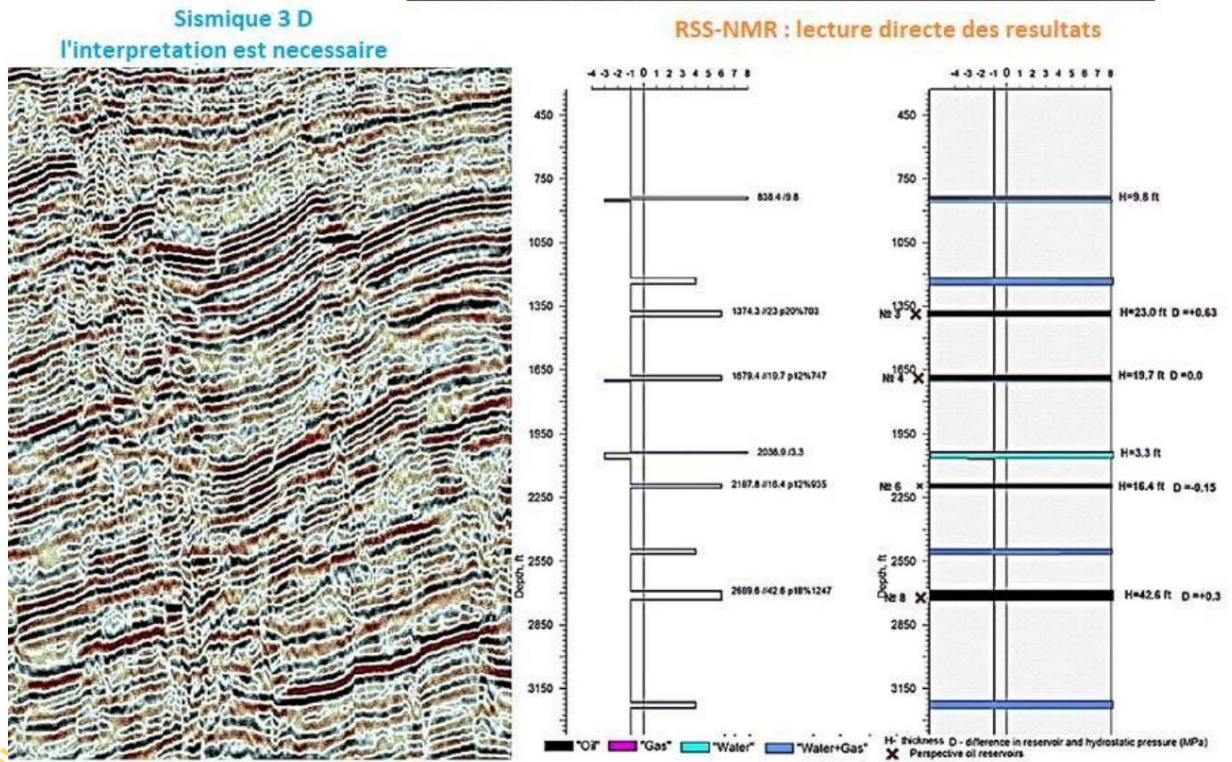 Sismique 3 D
l'interpretation est necessaire
RSS-NMR : lecture directe des resultats
-4 -3 -2 -1 0 1 2 3 4 5 6 7 8
450
750
1050
1350
1650
1950
2250
2550
2850
3150
Depth, ft
838.4 /9.8
1374.3 //23 p20%703
1679.4 //19.7 p12%747
2036.0 /3.3
2187.8 //16.4 p12%935
2689.6 //42.6 p18%1247
-4 -3 -2 -1 0 1 2 3 4 5 6 7 8
450
750
1050
1350
1650
1950
2250
2550
2850
3150
Depth, ft
№ 3
№ 4
№ 6
№ 8
H=9.8 ft
H=23.0 ft D =+0.63
H=19.7 ft D =0.0
H=3.3 ft
H=16.4 ft D =-0.15
H=42.6 ft D =+0.3
"Oil" "Gas" "Water" "Water+Gas"
H- thickness D - difference in reservoir and hydrostatic pressure (MPa)
Perspective oil reservoirs